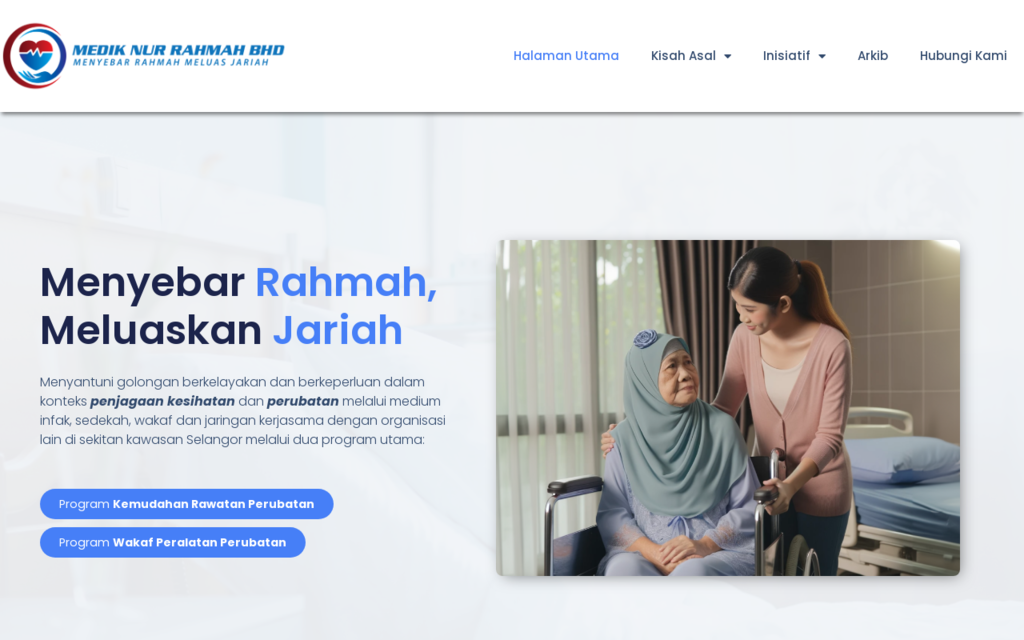 MEDIK NUR RAHMAH BHD
MENYEBAR RAHMAH MELUAS JARIAH
Halaman Utama
Kisah Asal
Inisiatif
Arkib
Hubungi Kami
Menyebar Rahmah,
Meluaskan Jariah
Menyantuni golongan berkelayakan dan berkeperluan dalam
konteks penjagaan kesihatan dan perubatan melalui medium
infak, sedekah, wakaf dan jaringan kerjasama dengan organisasi
lain di sekitan kawasan Selangor melalui dua program utama:
Program Kemudahan Rawatan Perubatan
Program Wakaf Peralatan Perubatan